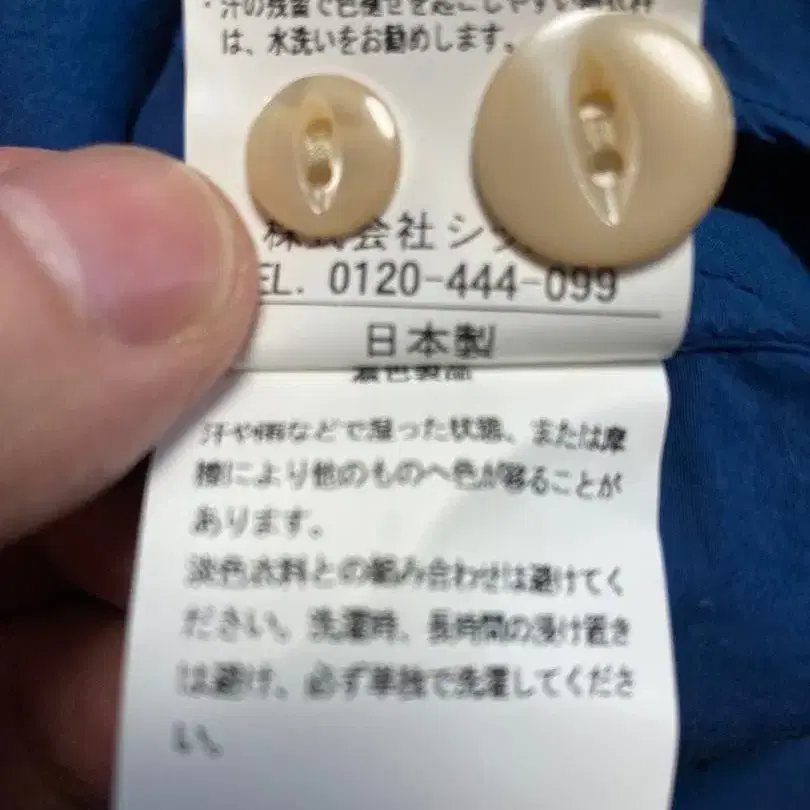 ・汗の残留で色褪せを起こしやすい
は、水洗いをお勧めします。
株式会社シッ
EL. 0120-444-099
日本製
濃色製品
汗や雨などで湿った状態、または摩
擦により他のものへ色が移ることが
あります。
淡色衣料との組み合わせは避けてく
ださい。洗濯時、長時間の浸け置き
は避け、必ず単独で洗濯してくださ
い。